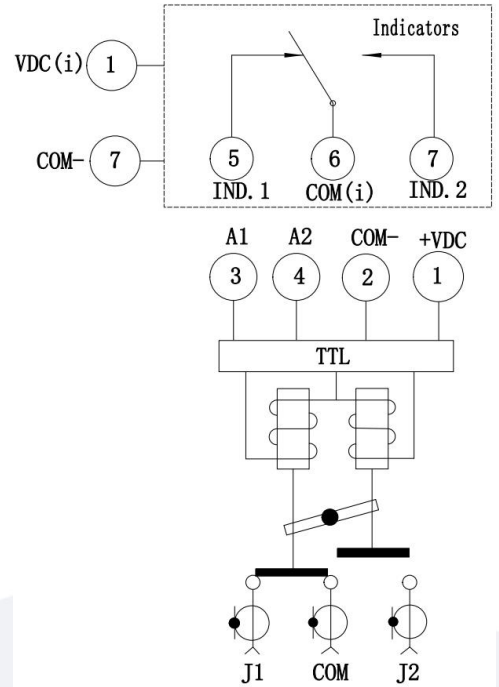 Indicators
VDC(i) 1
COM- 7
5 6 7
IND. 1 COM(i) IND. 2
A1 A2 COM- +VDC
3 4 2 1
TTL
J1 COM J2